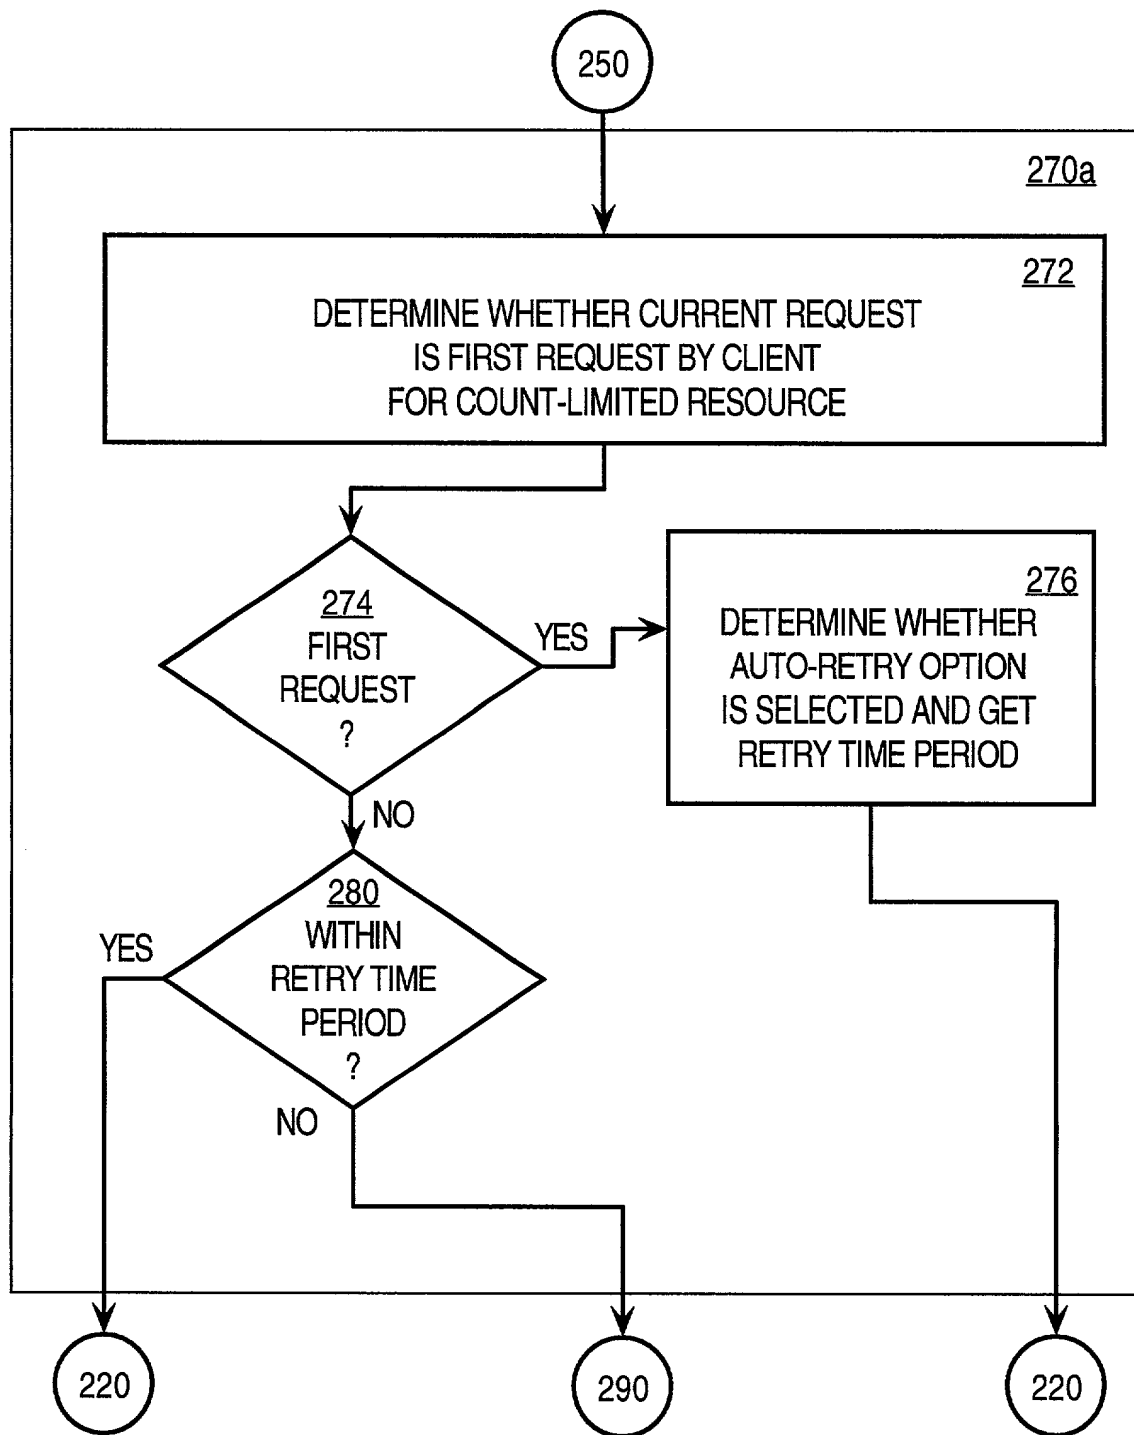 250
270a
272
DETERMINE WHETHER CURRENT REQUEST
IS FIRST REQUEST BY CLIENT
FOR COUNT-LIMITED RESOURCE
274
FIRST
REQUEST
?
YES
276
DETERMINE WHETHER
AUTO-RETRY OPTION
IS SELECTED AND GET
RETRY TIME PERIOD
NO
280
WITHIN
RETRY TIME
PERIOD
?
YES
NO
220
290
220